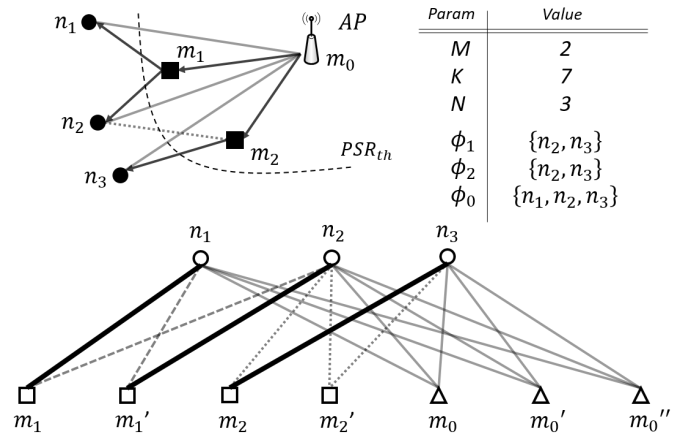 n₁
AP
m₁
m₀
n₂
m₂
PSR_th
n₃
Param Value
M 2
K 7
N 3
ϕ₁ {n₂, n₃}
ϕ₂ {n₂, n₃}
ϕ₀ {n₁, n₂, n₃}
n₁ n₂ n₃
m₁ m₁′ m₂ m₂′ m₀ m₀′ m₀′′